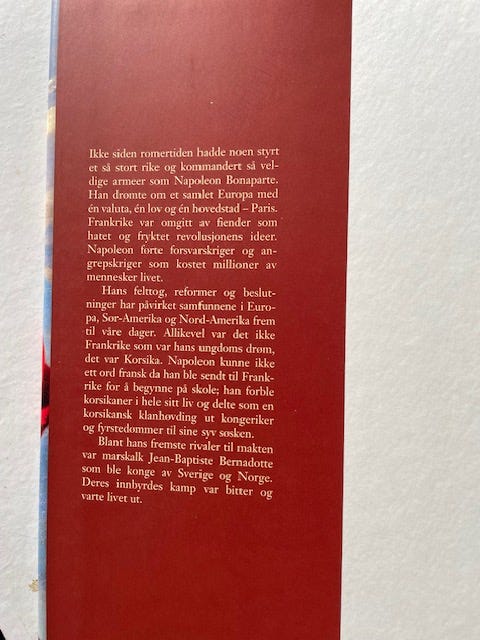 Ikke siden romertiden hadde noen styrt
et så stort rike og kommandert så vel-
dige armeer som Napoleon Bonaparte.
Han drømte om et samlet Europa med
én valuta, én lov og én hovedstad – Paris.
Frankrike var omgitt av fiender som
hatet og fryktet revolusjonens ideer.
Napoleon førte forsvarskriger og an-
grepskriger som kostet millioner av
mennesker livet.
Hans felttog, reformer og beslut-
ninger har påvirket samfunnene i Euro-
pa, Sør-Amerika og Nord-Amerika frem
til våre dager. Allikevel var det ikke
Frankrike som var hans ungdoms drøm,
det var Korsika. Napoleon kunne ikke
ett ord fransk da han ble sendt til Frank-
rike for å begynne på skole; han forble
korsikaner i hele sitt liv og delte som en
korsikansk klanhøvding ut kongeriker
og fyrstedømmer til sine syv søsken.
Blant hans fremste rivaler til makten
var marskalk Jean-Baptiste Bernadotte
som ble konge av Sverige og Norge.
Deres innbyrdes kamp var bitter og
varte livet ut.